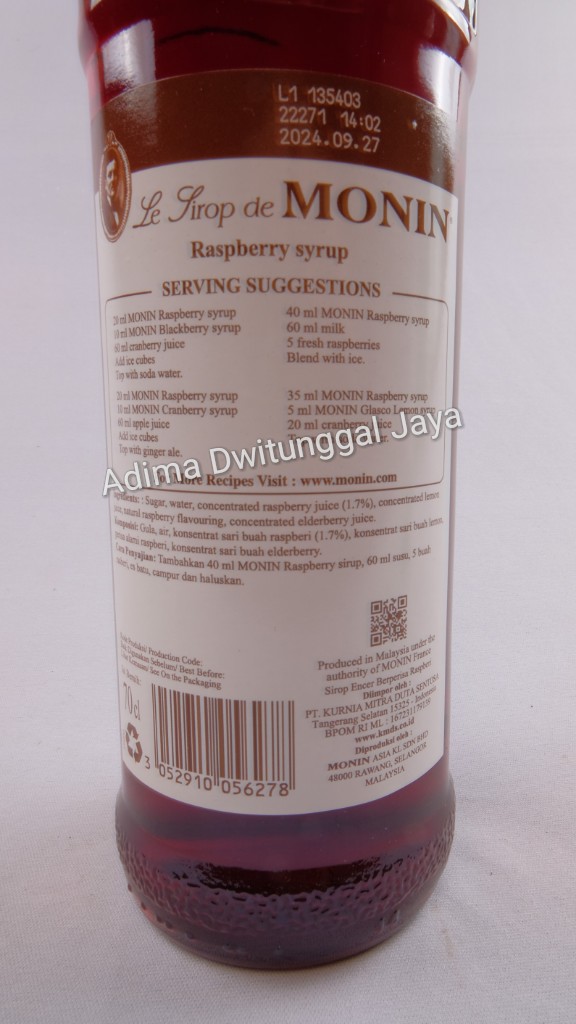 L1 135403
22271 14:02
2024.09.27
Le Sirop de MONIN
Raspberry syrup
SERVING SUGGESTIONS
20 ml MONIN Raspberry syrup
10 ml MONIN Blackberry syrup
60 ml cranberry juice
Add ice cubes
Top with soda water.
40 ml MONIN Raspberry syrup
60 ml milk
5 fresh raspberries
Blend with ice.
20 ml MONIN Raspberry syrup
10 ml MONIN Cranberry syrup
60 ml apple juice
Add ice cubes
Top with ginger ale.
35 ml MONIN Raspberry syrup
5 ml MONIN Glasco Lemon syrup
20 ml cranberry juice
Adima Dwitunggal Jaya
For More Recipes Visit : www.monin.com
Ingredients: : Sugar, water, concentrated raspberry juice (1.7%), concentrated lemon
juice, natural raspberry flavouring, concentrated elderberry juice.
Komposisi: Gula, air, konsentrat sari buah raspberi (1.7%), konsentrat sari buah lemon,
perisa alami raspberi, konsentrat sari buah elderberry.
Cara Penyajian: Tambahkan 40 ml MONIN Raspberry sirup, 60 ml susu, 5 buah
es batu, campur dan haluskan.
Kode Produksi/ Production Code:
Baik Digunakan Sebelum/ Best Before:
Lihat Kemasan/ See On the Packaging
70 cl
3 052910 056278
Produced in Malaysia under the
authority of MONIN France
Sirop Encer Berperisa Raspberi
Diimpor oleh :
PT. KURNIA MITRA DUTA SENTOSA
Tangerang Selatan 15325 - Indonesia
BPOM RI ML : 167231179139
www.kmds.co.id
Diproduksi oleh :
MONIN ASIA KL SDN BHD
48000 RAWANG, SELANGOR
MALAYSIA